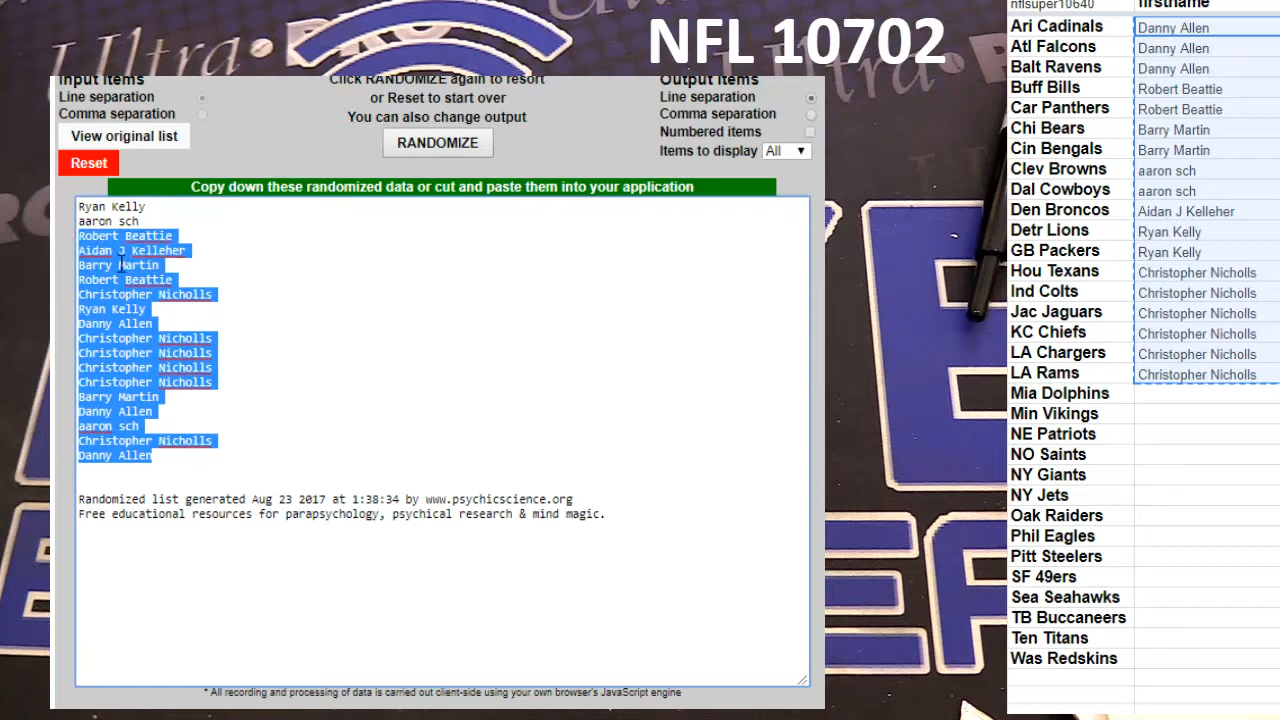 NFL 10702
Input Items
Line separation
Comma separation
View original list
Reset
Click RANDOMIZE again to resort
or Reset to start over
You can also change output
RANDOMIZE
Output Items
Line separation
Comma separation
Numbered items
Items to display All
Copy down these randomized data or cut and paste them into your application
Ryan Kelly
aaron sch
Robert Beattie
Aidan J Kelleher
Barry Martin
Robert Beattie
Christopher Nicholls
Ryan Kelly
Danny Allen
Christopher Nicholls
Christopher Nicholls
Christopher Nicholls
Christopher Nicholls
Barry Martin
Danny Allen
aaron sch
Christopher Nicholls
Danny Allen
Randomized list generated Aug 23 2017 at 1:38:34 by www.psychicscience.org
Free educational resources for parapsychology, psychical research & mind magic.
* All recording and processing of data is carried out client-side using your own browser's JavaScript engine
nflsuper10640 firstname
Ari Cadinals Danny Allen
Atl Falcons Danny Allen
Balt Ravens Danny Allen
Buff Bills Robert Beattie
Car Panthers Robert Beattie
Chi Bears Barry Martin
Cin Bengals Barry Martin
Clev Browns aaron sch
Dal Cowboys aaron sch
Den Broncos Aidan J Kelleher
Detr Lions Ryan Kelly
GB Packers Ryan Kelly
Hou Texans Christopher Nicholls
Ind Colts Christopher Nicholls
Jac Jaguars Christopher Nicholls
KC Chiefs Christopher Nicholls
LA Chargers Christopher Nicholls
LA Rams Christopher Nicholls
Mia Dolphins
Min Vikings
NE Patriots
NO Saints
NY Giants
NY Jets
Oak Raiders
Phil Eagles
Pitt Steelers
SF 49ers
Sea Seahawks
TB Buccaneers
Ten Titans
Was Redskins
Ultra PRO